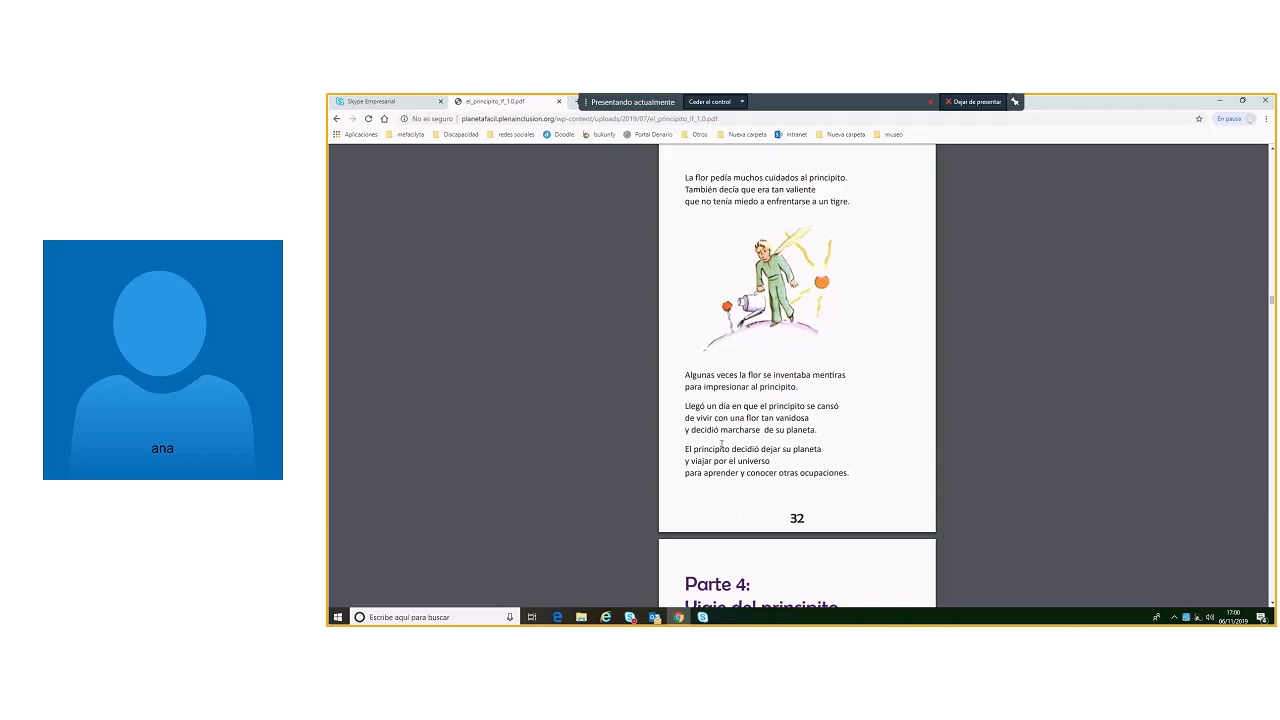 Skype Empresarial
el_principito_lf_1.0.pdf
Presentando actualmente
Ceder el control
Dejar de presentar
No es seguro
planetafacil.plenainclusion.org/wp-content/uploads/2019/07/el_principito_lf_1.0.pdf
En pausa
Aplicaciones
mefacilyta
Discapacidad
redes sociales
Doodle
bukunfy
Portal Denario
Otros
Nueva carpeta
intranet
Nueva carpeta
museo
La flor pedía muchos cuidados al principito.
También decía que era tan valiente
que no tenía miedo a enfrentarse a un tigre.
Algunas veces la flor se inventaba mentiras
para impresionar al principito.
Llegó un día en que el principito se cansó
de vivir con una flor tan vanidosa
y decidió marcharse de su planeta.
El principito decidió dejar su planeta
y viajar por el universo
para aprender y conocer otras ocupaciones.
32
Parte 4:
Viaje del principito
ana
Escribe aquí para buscar
17:00
06/11/2019